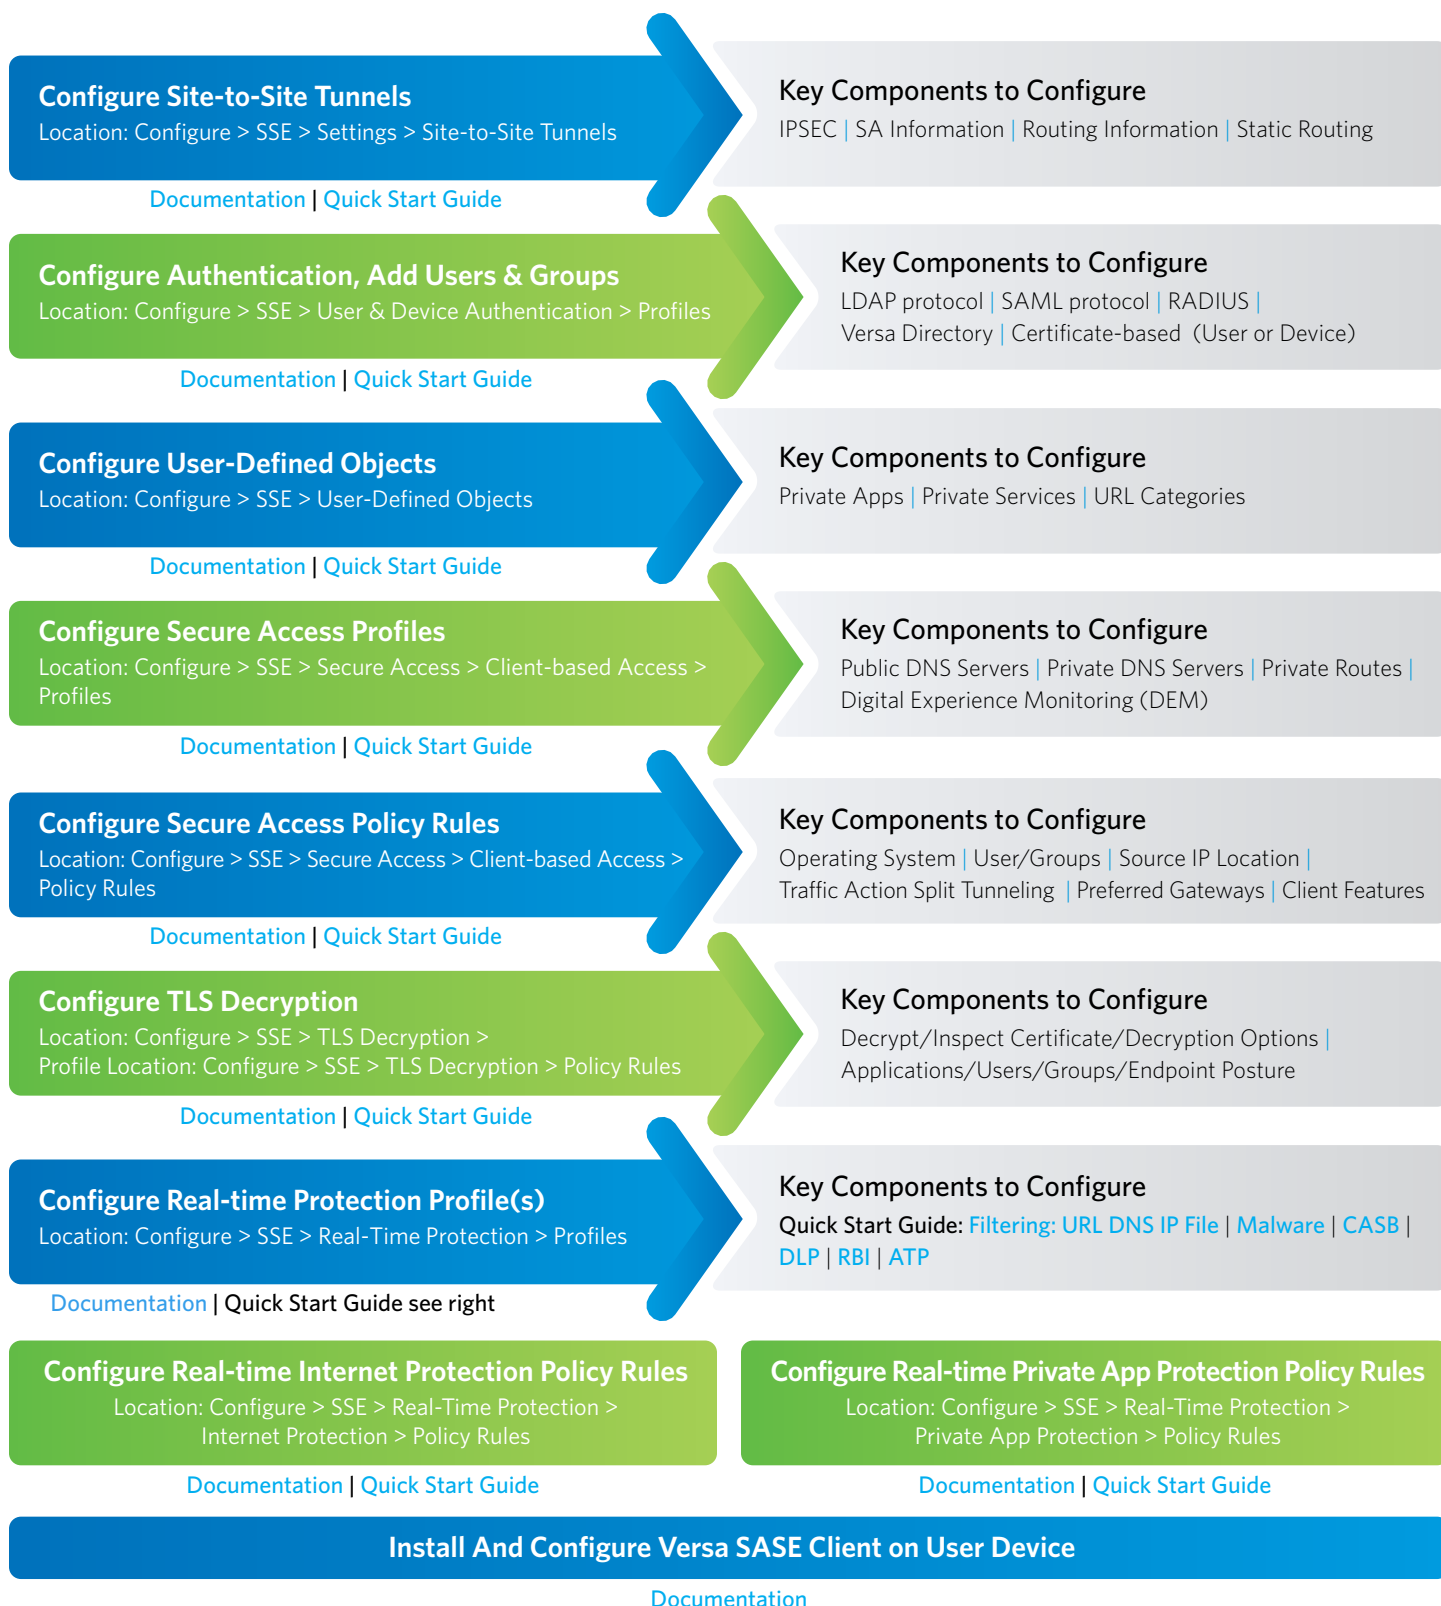 Configure Site-to-Site Tunnels
Location: Configure > SSE > Settings > Site-to-Site Tunnels
Documentation | Quick Start Guide
Key Components to Configure
IPSEC | SA Information | Routing Information | Static Routing
Configure Authentication, Add Users & Groups
Location: Configure > SSE > User & Device Authentication > Profiles
Documentation | Quick Start Guide
Key Components to Configure
LDAP protocol | SAML protocol | RADIUS |
Versa Directory | Certificate-based (User or Device)
Configure User-Defined Objects
Location: Configure > SSE > User-Defined Objects
Documentation | Quick Start Guide
Key Components to Configure
Private Apps | Private Services | URL Categories
Configure Secure Access Profiles
Location: Configure > SSE > Secure Access > Client-based Access >
Profiles
Documentation | Quick Start Guide
Key Components to Configure
Public DNS Servers | Private DNS Servers | Private Routes |
Digital Experience Monitoring (DEM)
Configure Secure Access Policy Rules
Location: Configure > SSE > Secure Access > Client-based Access >
Policy Rules
Documentation | Quick Start Guide
Key Components to Configure
Operating System | User/Groups | Source IP Location |
Traffic Action Split Tunneling | Preferred Gateways | Client Features
Configure TLS Decryption
Location: Configure > SSE > TLS Decryption >
Profile Location: Configure > SSE > TLS Decryption > Policy Rules
Documentation | Quick Start Guide
Key Components to Configure
Decrypt/Inspect Certificate/Decryption Options |
Applications/Users/Groups/Endpoint Posture
Configure Real-time Protection Profile(s)
Location: Configure > SSE > Real-Time Protection > Profiles
Documentation | Quick Start Guide see right
Key Components to Configure
Quick Start Guide: Filtering: URL DNS IP File | Malware | CASB |
DLP | RBI | ATP
Configure Real-time Internet Protection Policy Rules
Location: Configure > SSE > Real-Time Protection >
Internet Protection > Policy Rules
Documentation | Quick Start Guide
Configure Real-time Private App Protection Policy Rules
Location: Configure > SSE > Real-Time Protection >
Private App Protection > Policy Rules
Documentation | Quick Start Guide
Install And Configure Versa SASE Client on User Device
Documentation